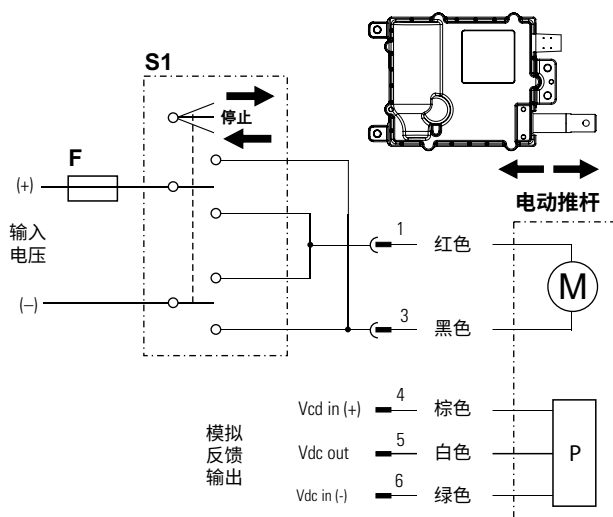 S1
停止
F
(+)
输入
电压
(–)
电动推杆
1
红色
M
3
黑色
模拟
反馈
输出
Vcd in (+)
4
棕色
Vdc out
5
白色
P
Vdc in (-)
6
绿色